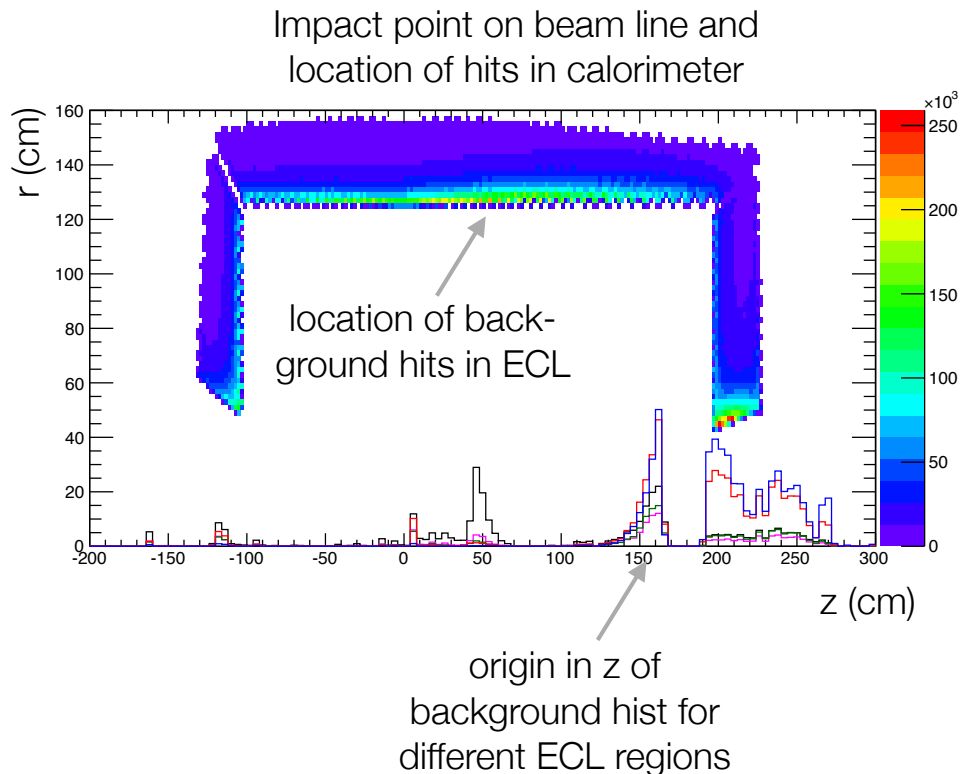 Impact point on beam line and
location of hits in calorimeter
r (cm)
160
140
120
100
80
60
40
20
0
×10³
250
200
150
100
50
0
location of back-
ground hits in ECL
-200 -150 -100 -50 0 50 100 150 200 250 300
z (cm)
origin in z of
background hist for
different ECL regions